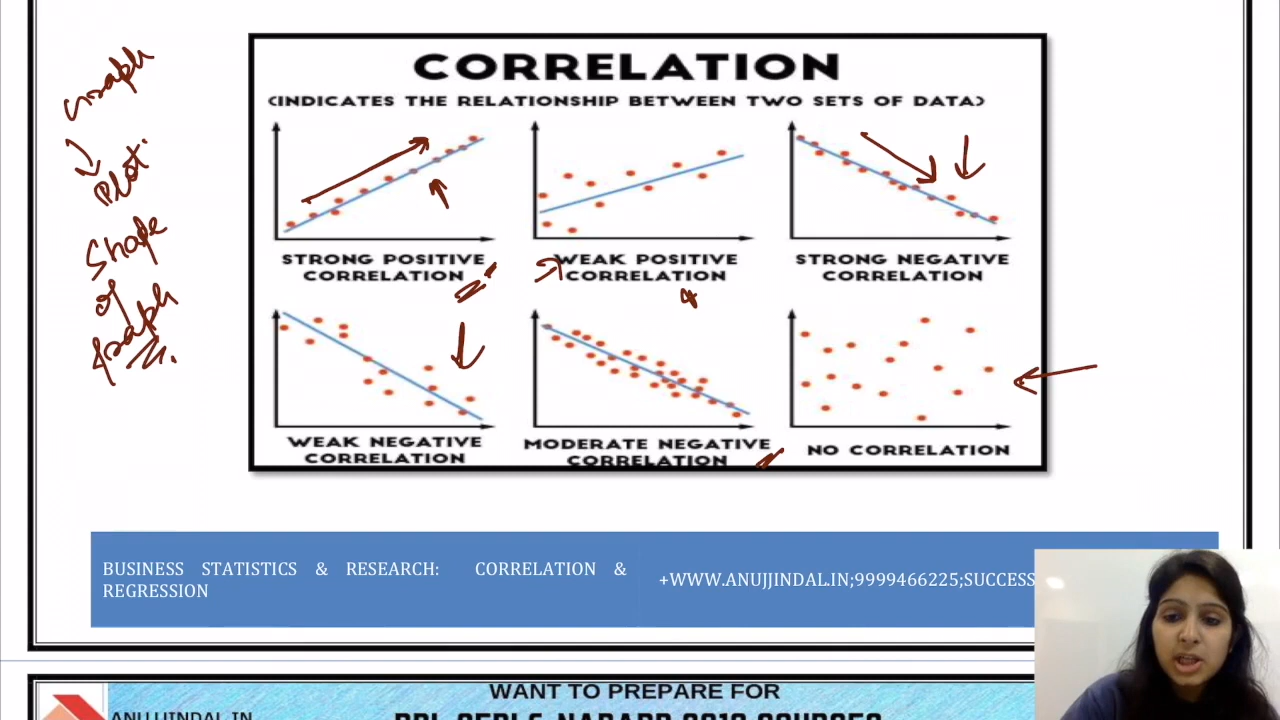 Graph
Plot.
Shape
of
graph
CORRELATION
(INDICATES THE RELATIONSHIP BETWEEN TWO SETS OF DATA)
STRONG POSITIVE
CORRELATION
WEAK POSITIVE
CORRELATION
STRONG NEGATIVE
CORRELATION
WEAK NEGATIVE
CORRELATION
MODERATE NEGATIVE
CORRELATION
NO CORRELATION
BUSINESS STATISTICS & RESEARCH: CORRELATION &
REGRESSION
+WWW.ANUJJINDAL.IN;9999466225;SUCCESS
WANT TO PREPARE FOR
ANUJJINDAL.IN